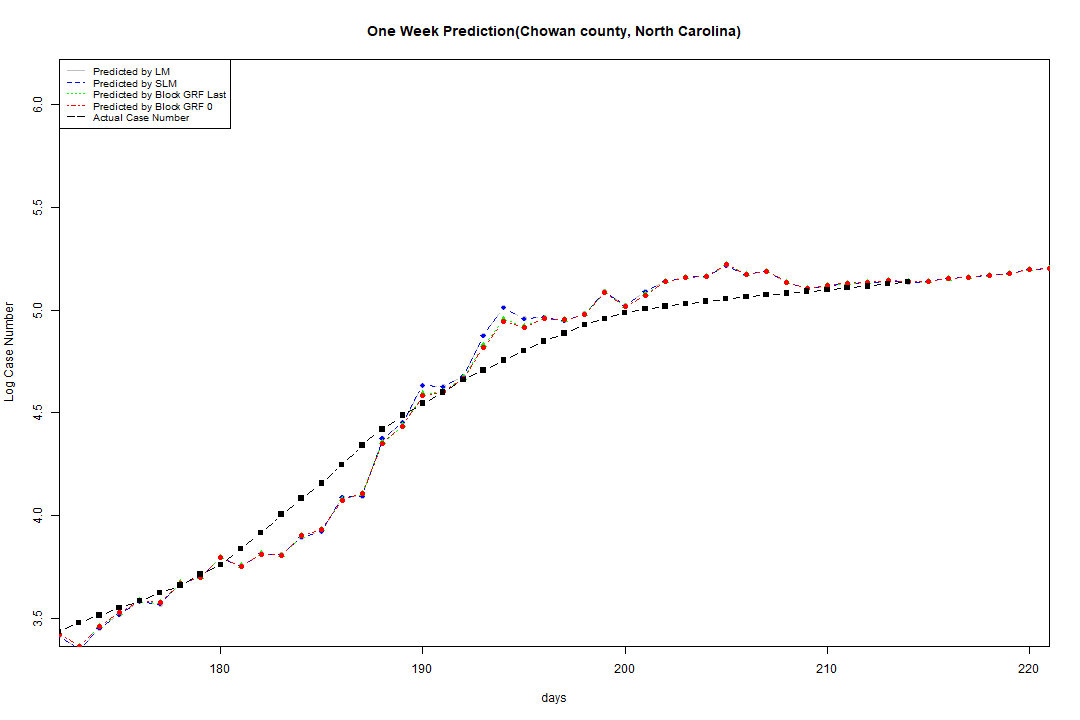 One Week Prediction(Chowan county, North Carolina)
Predicted by LM
Predicted by SLM
Predicted by Block GRF Last
Predicted by Block GRF 0
Actual Case Number
6.0
5.5
5.0
4.5
4.0
3.5
Log Case Number
180
190
200
210
220
days